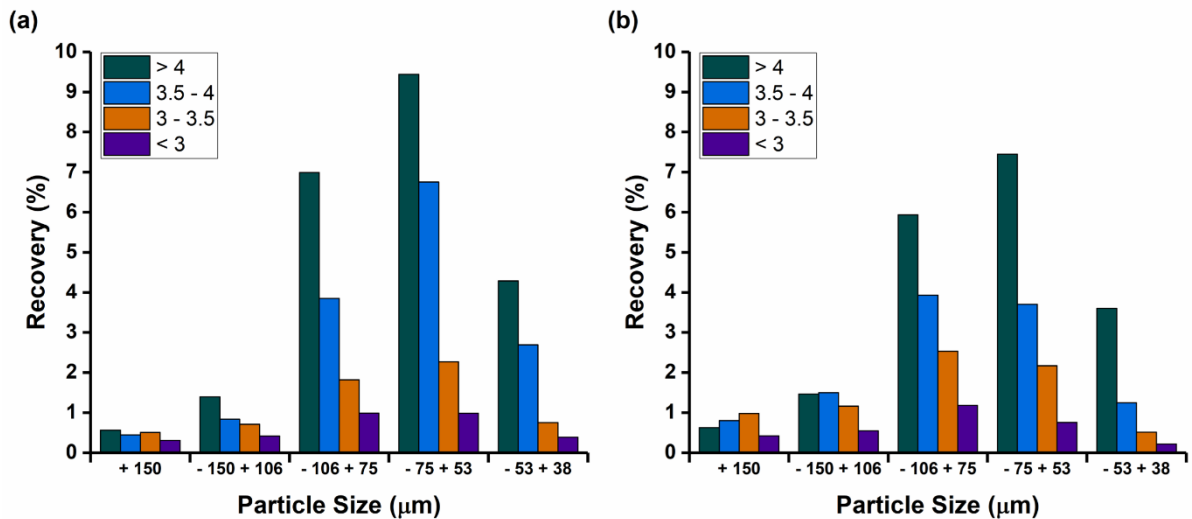 (a)
10
9
8
7
6
5
4
3
2
1
0
Recovery (%)
> 4
3.5 - 4
3 - 3.5
< 3
+ 150
- 150 + 106
- 106 + 75
- 75 + 53
- 53 + 38
Particle Size (μm)
(b)
10
9
8
7
6
5
4
3
2
1
0
Recovery (%)
> 4
3.5 - 4
3 - 3.5
< 3
+ 150
- 150 + 106
- 106 + 75
- 75 + 53
- 53 + 38
Particle Size (μm)